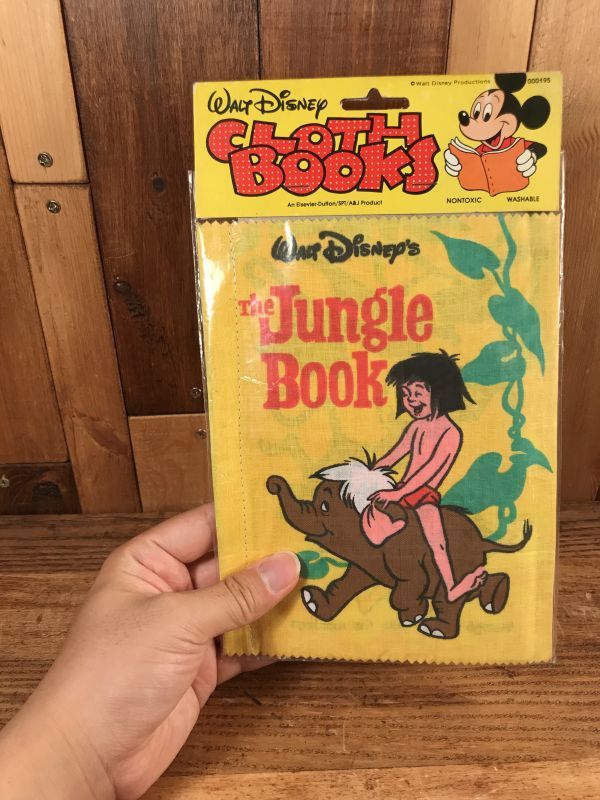 © Walt Disney Productions
000495
WALT DISNEY
CLOTH
BOOKS
An Elsevier-Dutton/SPT/A&J Product
NONTOXIC
WASHABLE
WALT DISNEY'S
The Jungle
Book